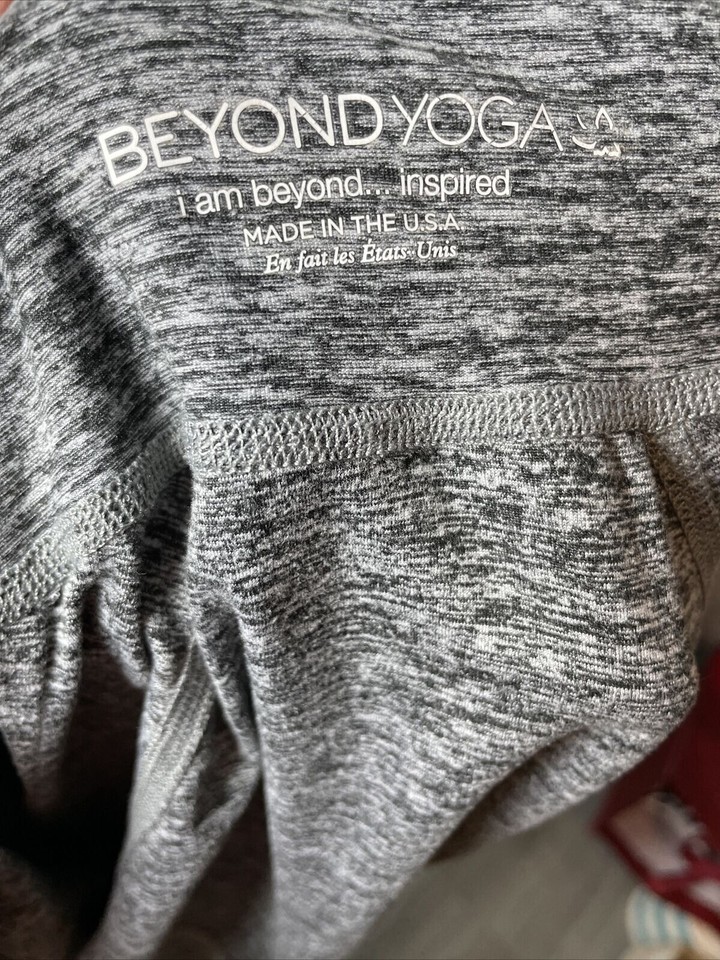 BEYOND YOGA
i am beyond... inspired
MADE IN THE U.S.A.
En fait les États-Unis